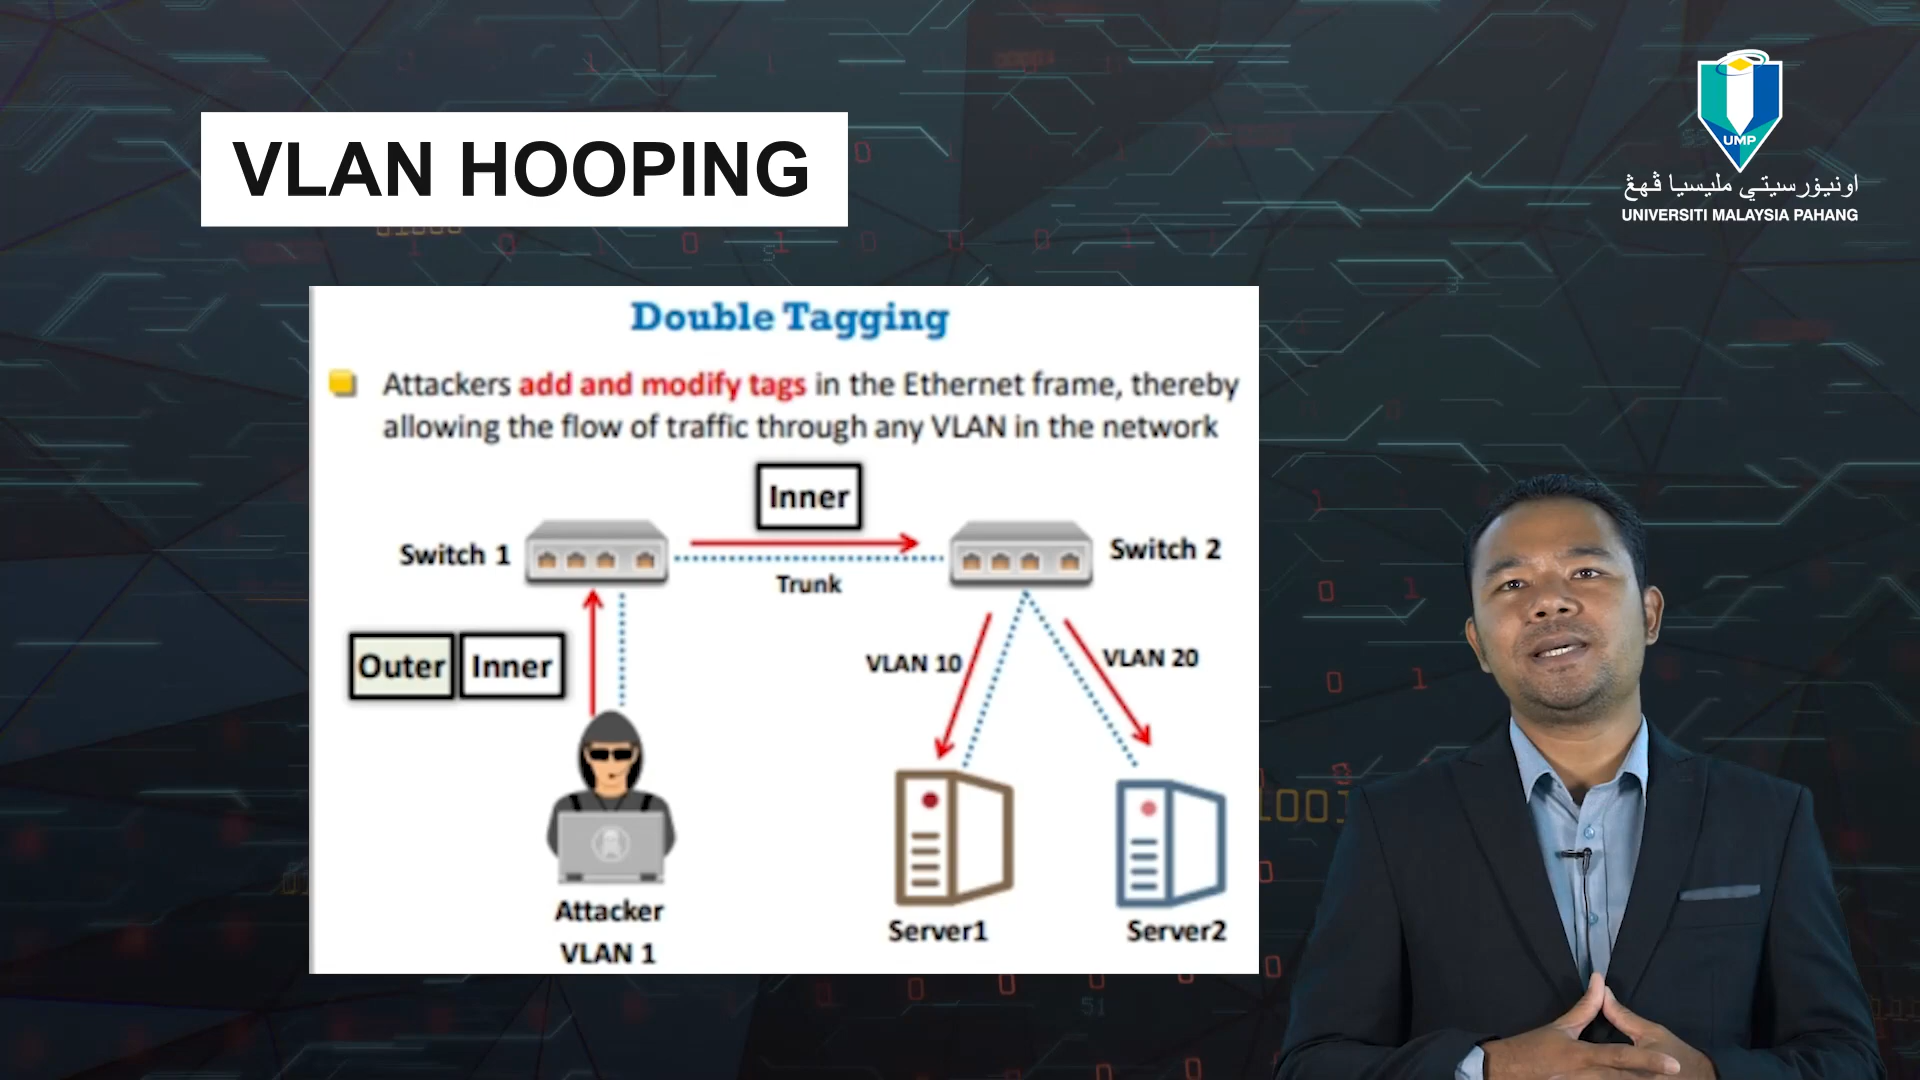 VLAN HOOPING
UMP
اونيۏرسيتي مليسيا ڤهڠ
UNIVERSITI MALAYSIA PAHANG
Double Tagging
Attackers add and modify tags in the Ethernet frame, thereby
allowing the flow of traffic through any VLAN in the network
Inner
Switch 1
Switch 2
Trunk
Outer
Inner
VLAN 10
VLAN 20
Attacker
VLAN 1
Server1
Server2